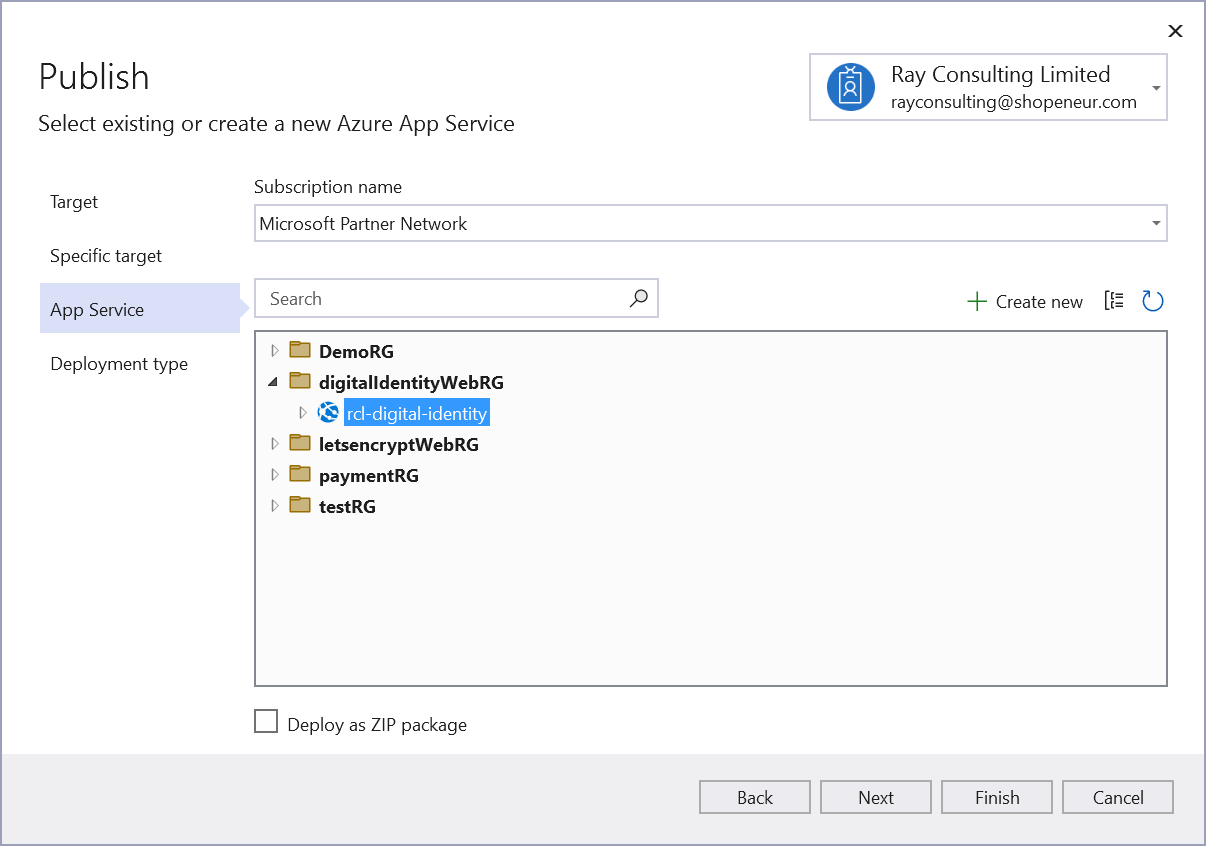 Publish
Ray Consulting Limited
rayconsulting@shopeneur.com
Select existing or create a new Azure App Service
Target
Specific target
App Service
Deployment type
Subscription name
Microsoft Partner Network
Search
Create new
DemoRG
digitalIdentityWebRG
rcl-digital-identity
letsencryptWebRG
paymentRG
testRG
Deploy as ZIP package
Back
Next
Finish
Cancel